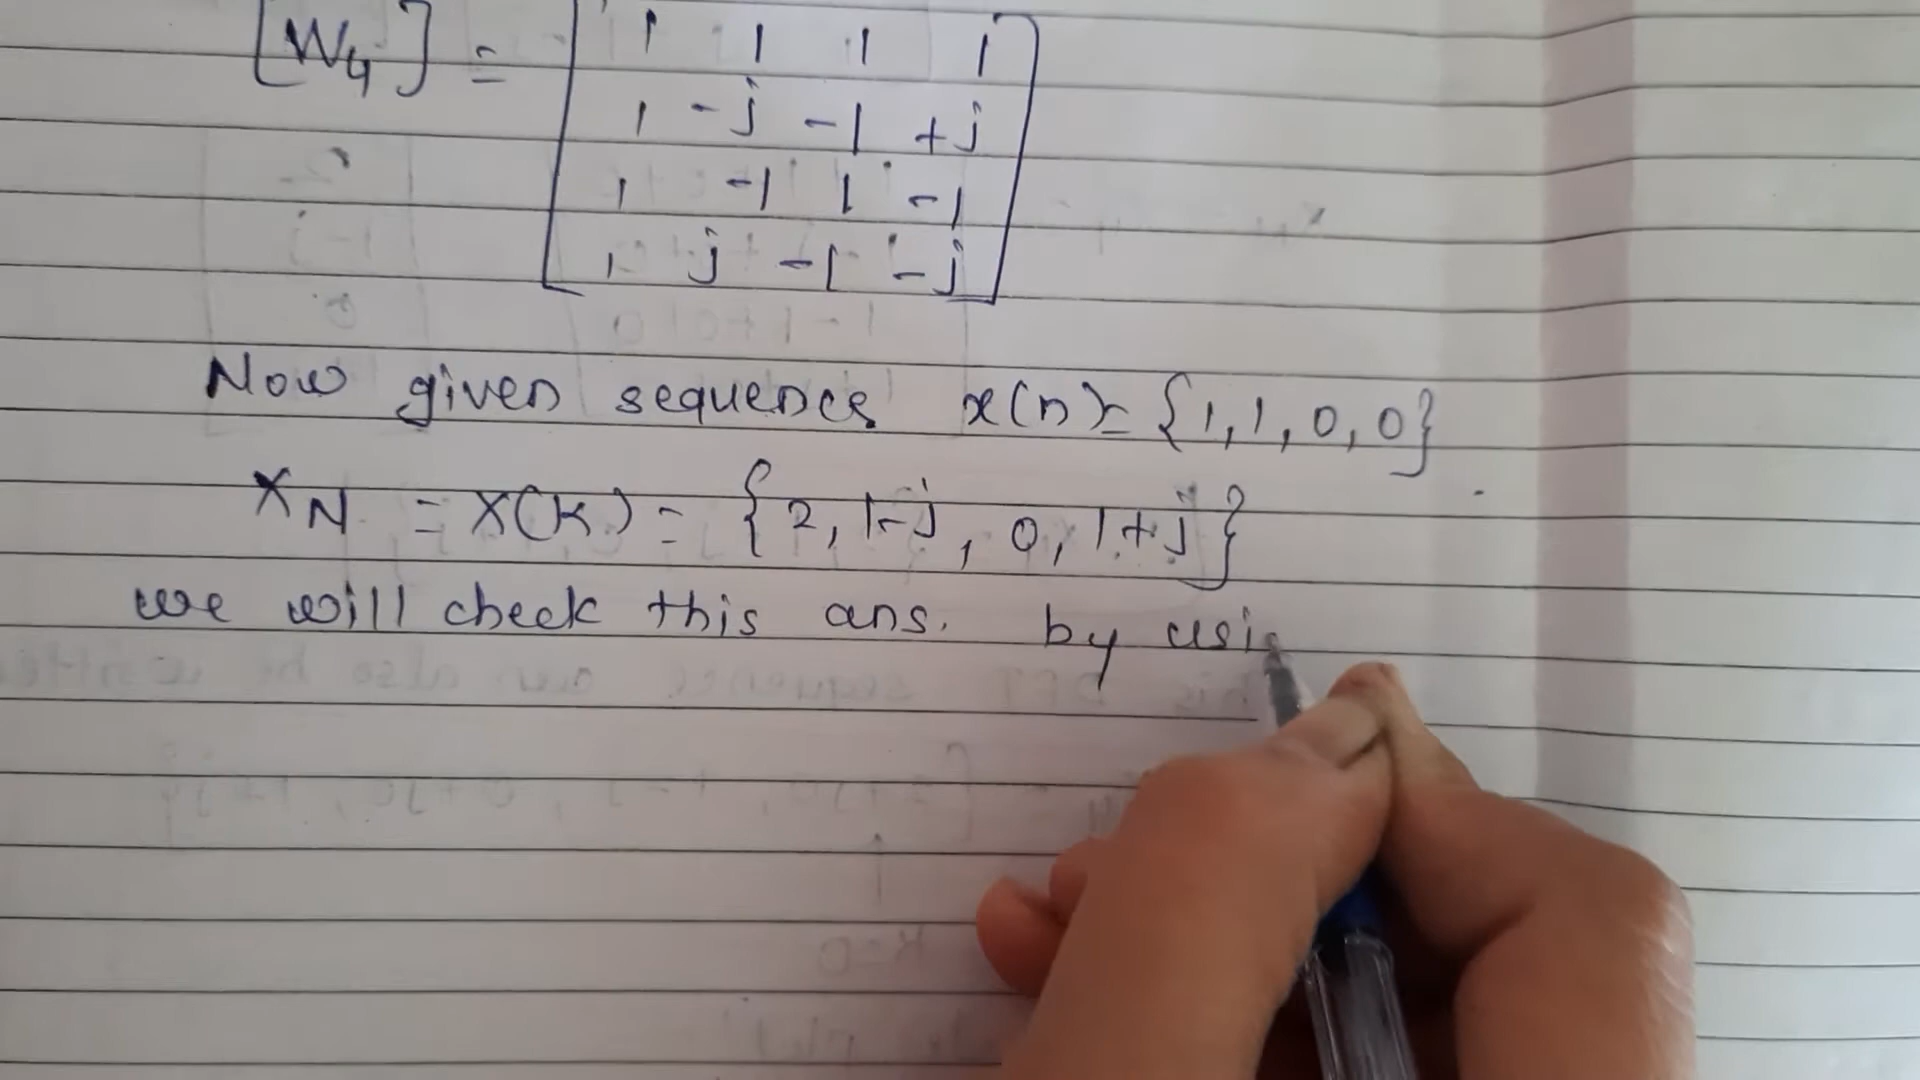 [W4] = 1 1 1 1
1 -j -1 +j
1 -1 1 -1
1 j -1 -j
Now given sequence x(n) = {1,1,0,0}
XN = X(K) = {2, 1-j, 0, 1+j}
we will check this ans. by usi